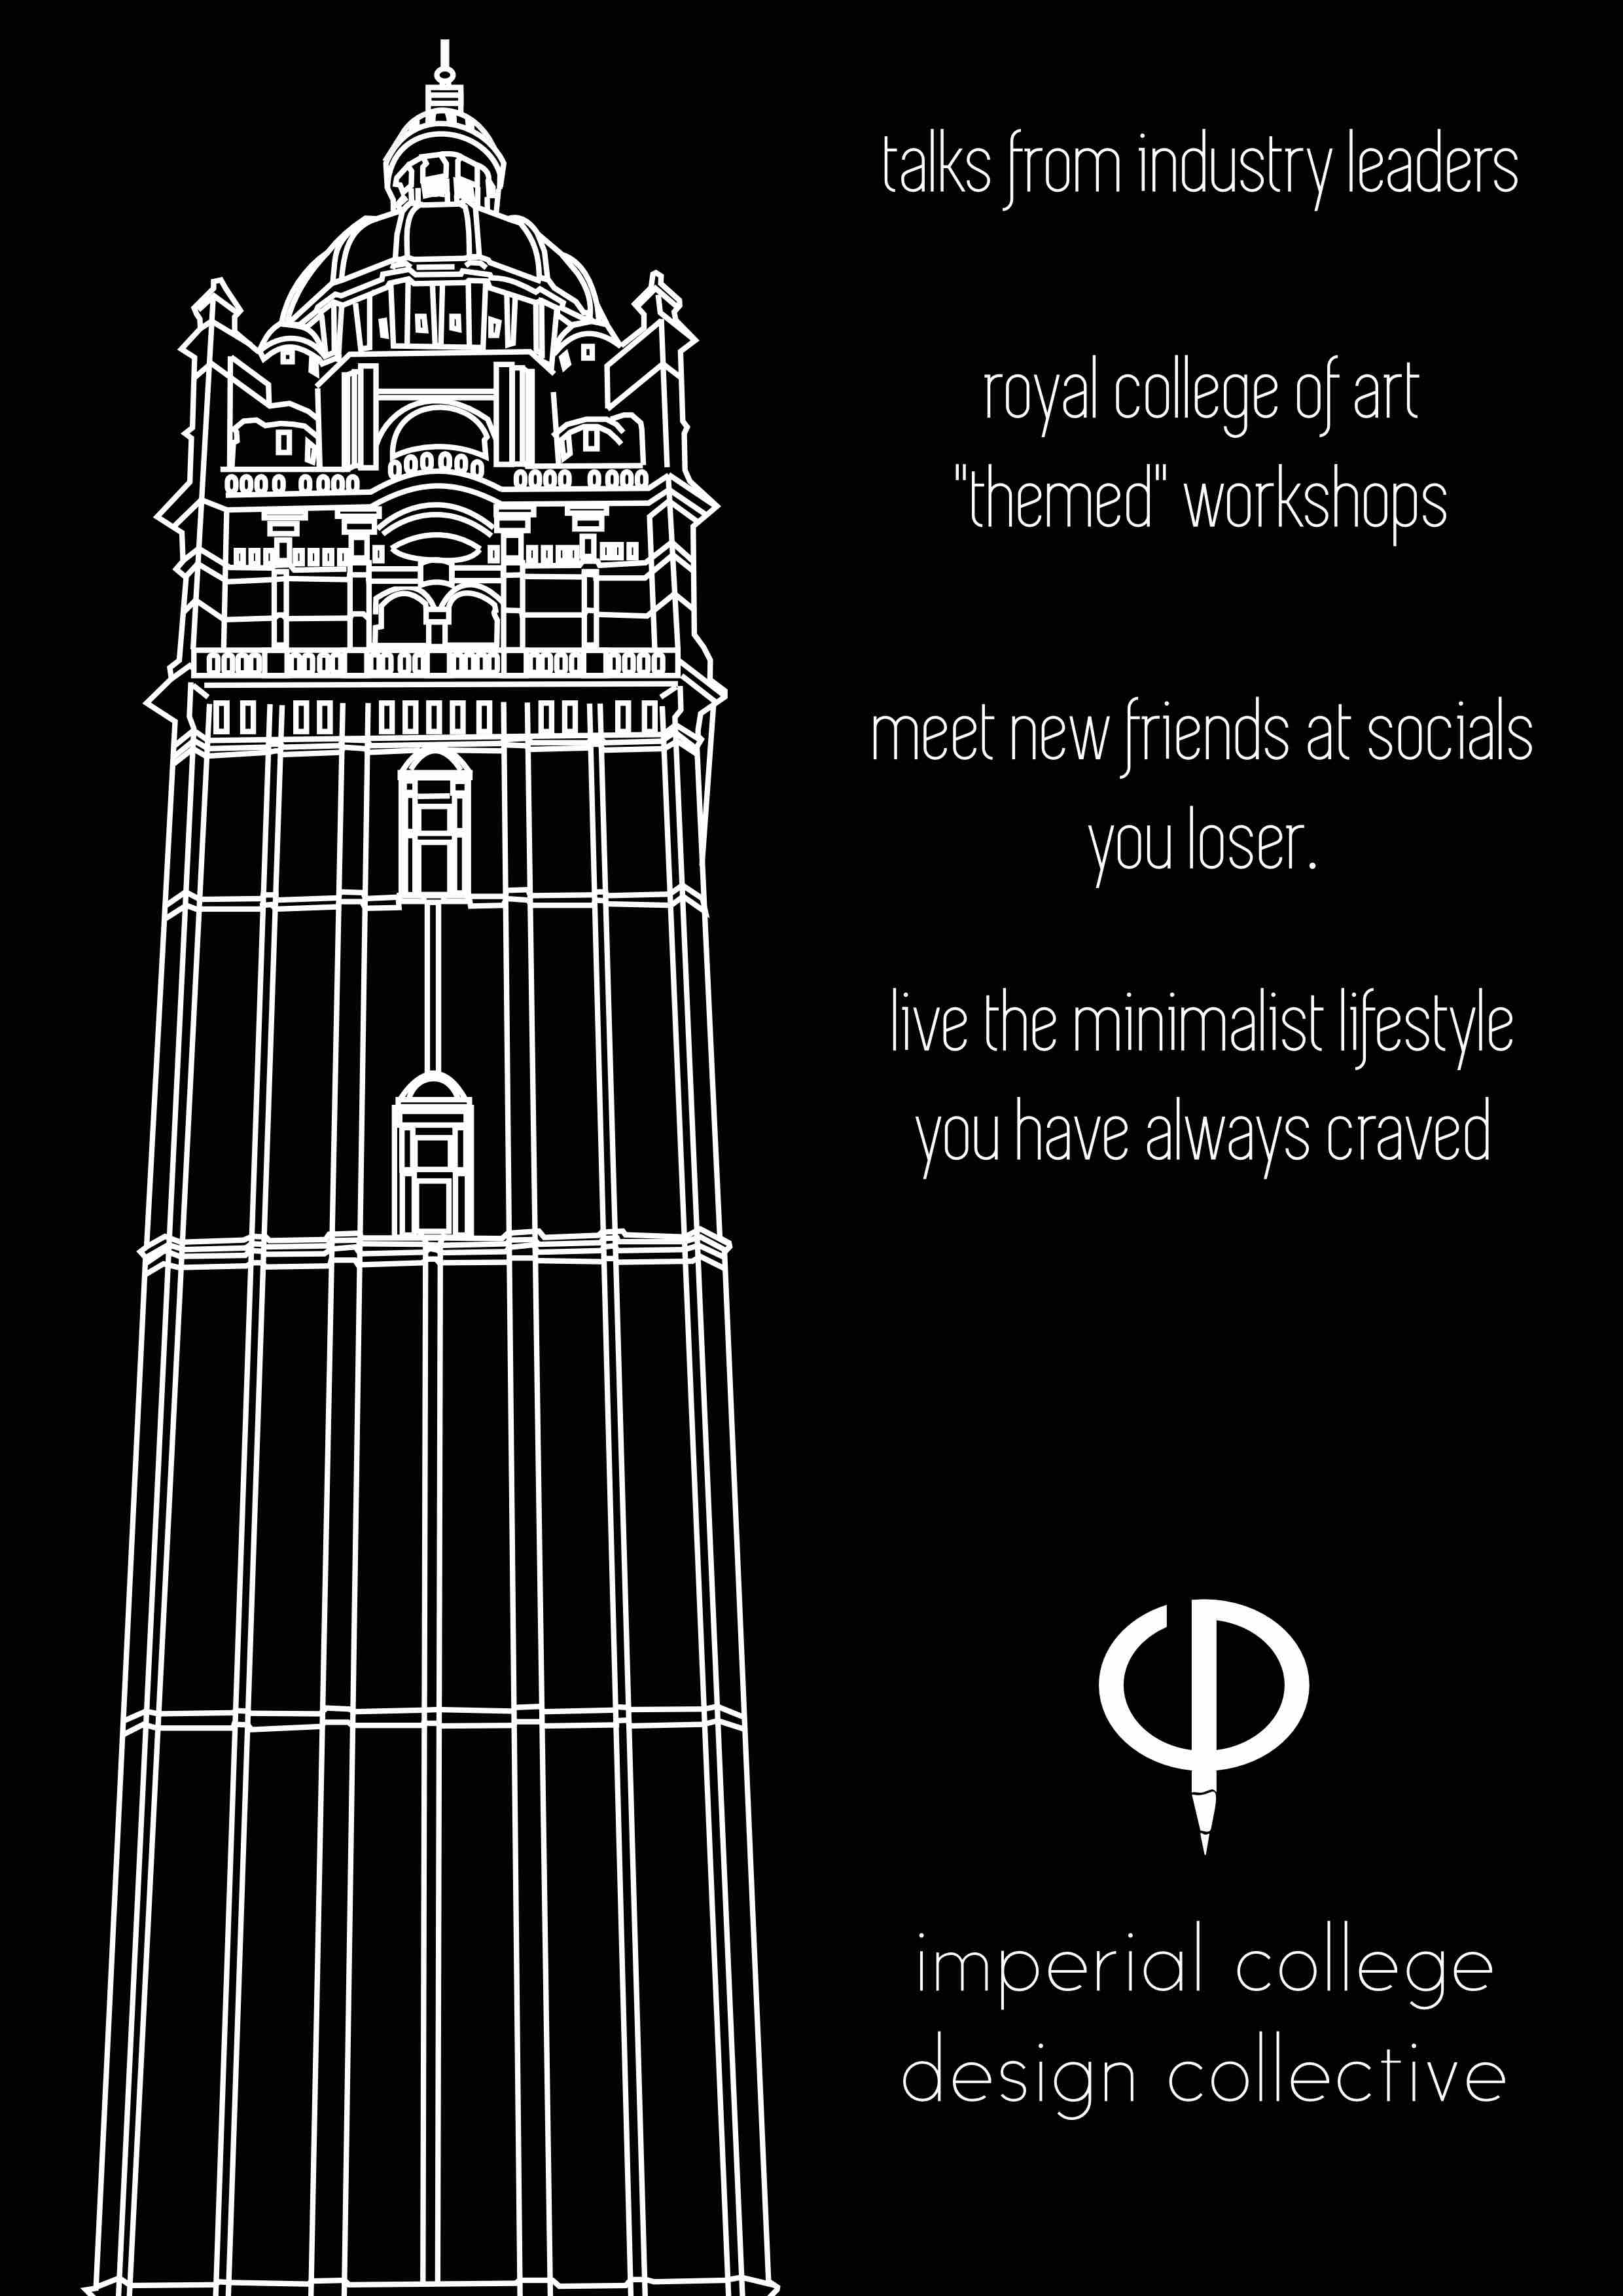 talks from industry leaders
royal college of art
"themed" workshops
meet new friends at socials
you loser.
live the minimalist lifestyle
you have always craved
imperial college
design collective